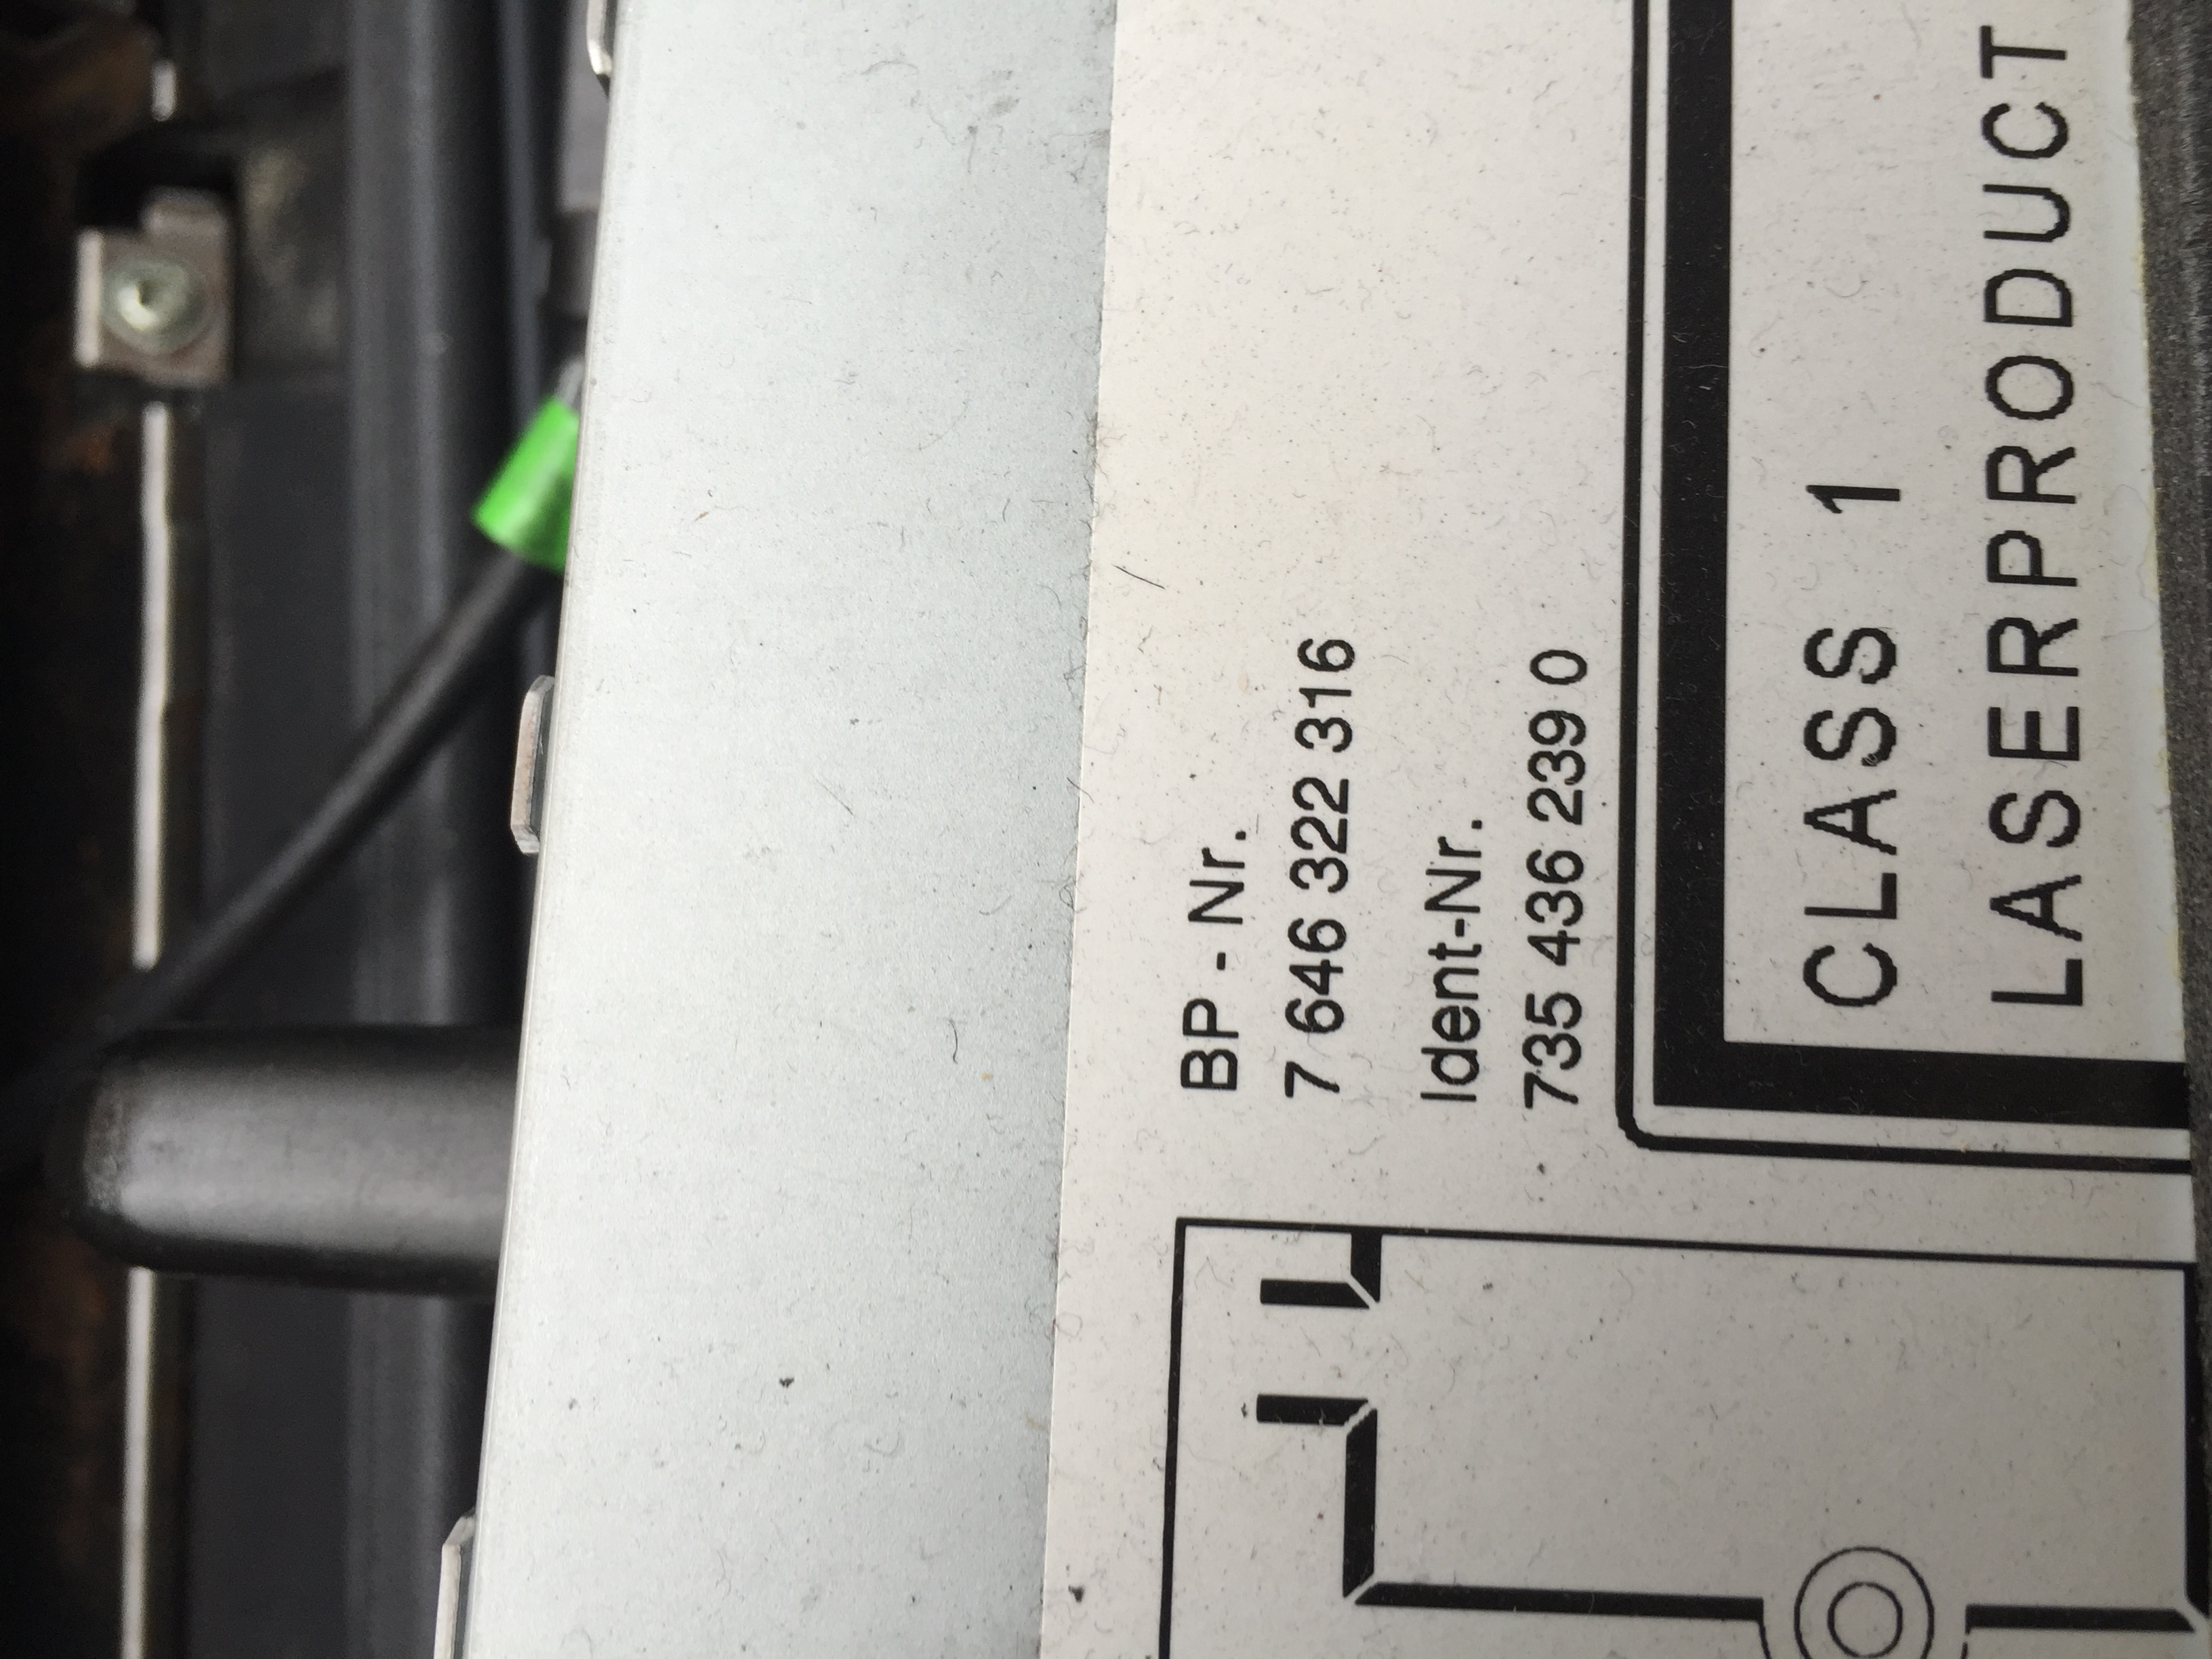 BP - Nr.
7 646 322 316
Ident-Nr.
735 436 239 0
CLASS 1
LASERPRODUCT